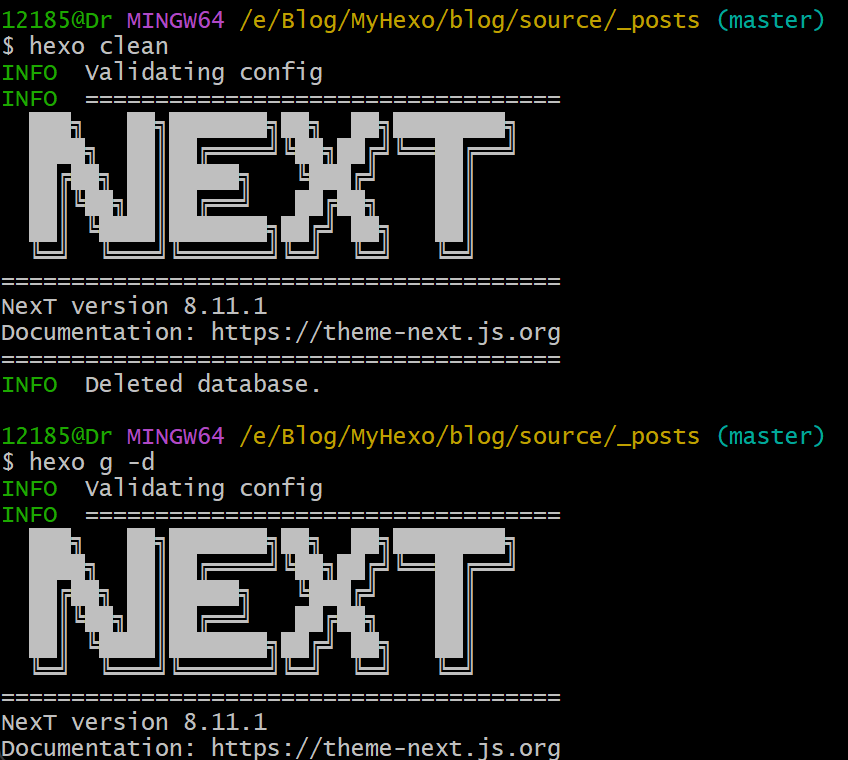 12185@Dr MINGW64 /e/Blog/MyHexo/blog/source/_posts (master)
$ hexo clean
INFO  Validating config
INFO  ==================================
NEXT
========================================
NexT version 8.11.1
Documentation: https://theme-next.js.org
========================================
INFO  Deleted database.
12185@Dr MINGW64 /e/Blog/MyHexo/blog/source/_posts (master)
$ hexo g -d
INFO  Validating config
INFO  ==================================
NEXT
========================================
NexT version 8.11.1
Documentation: https://theme-next.js.org